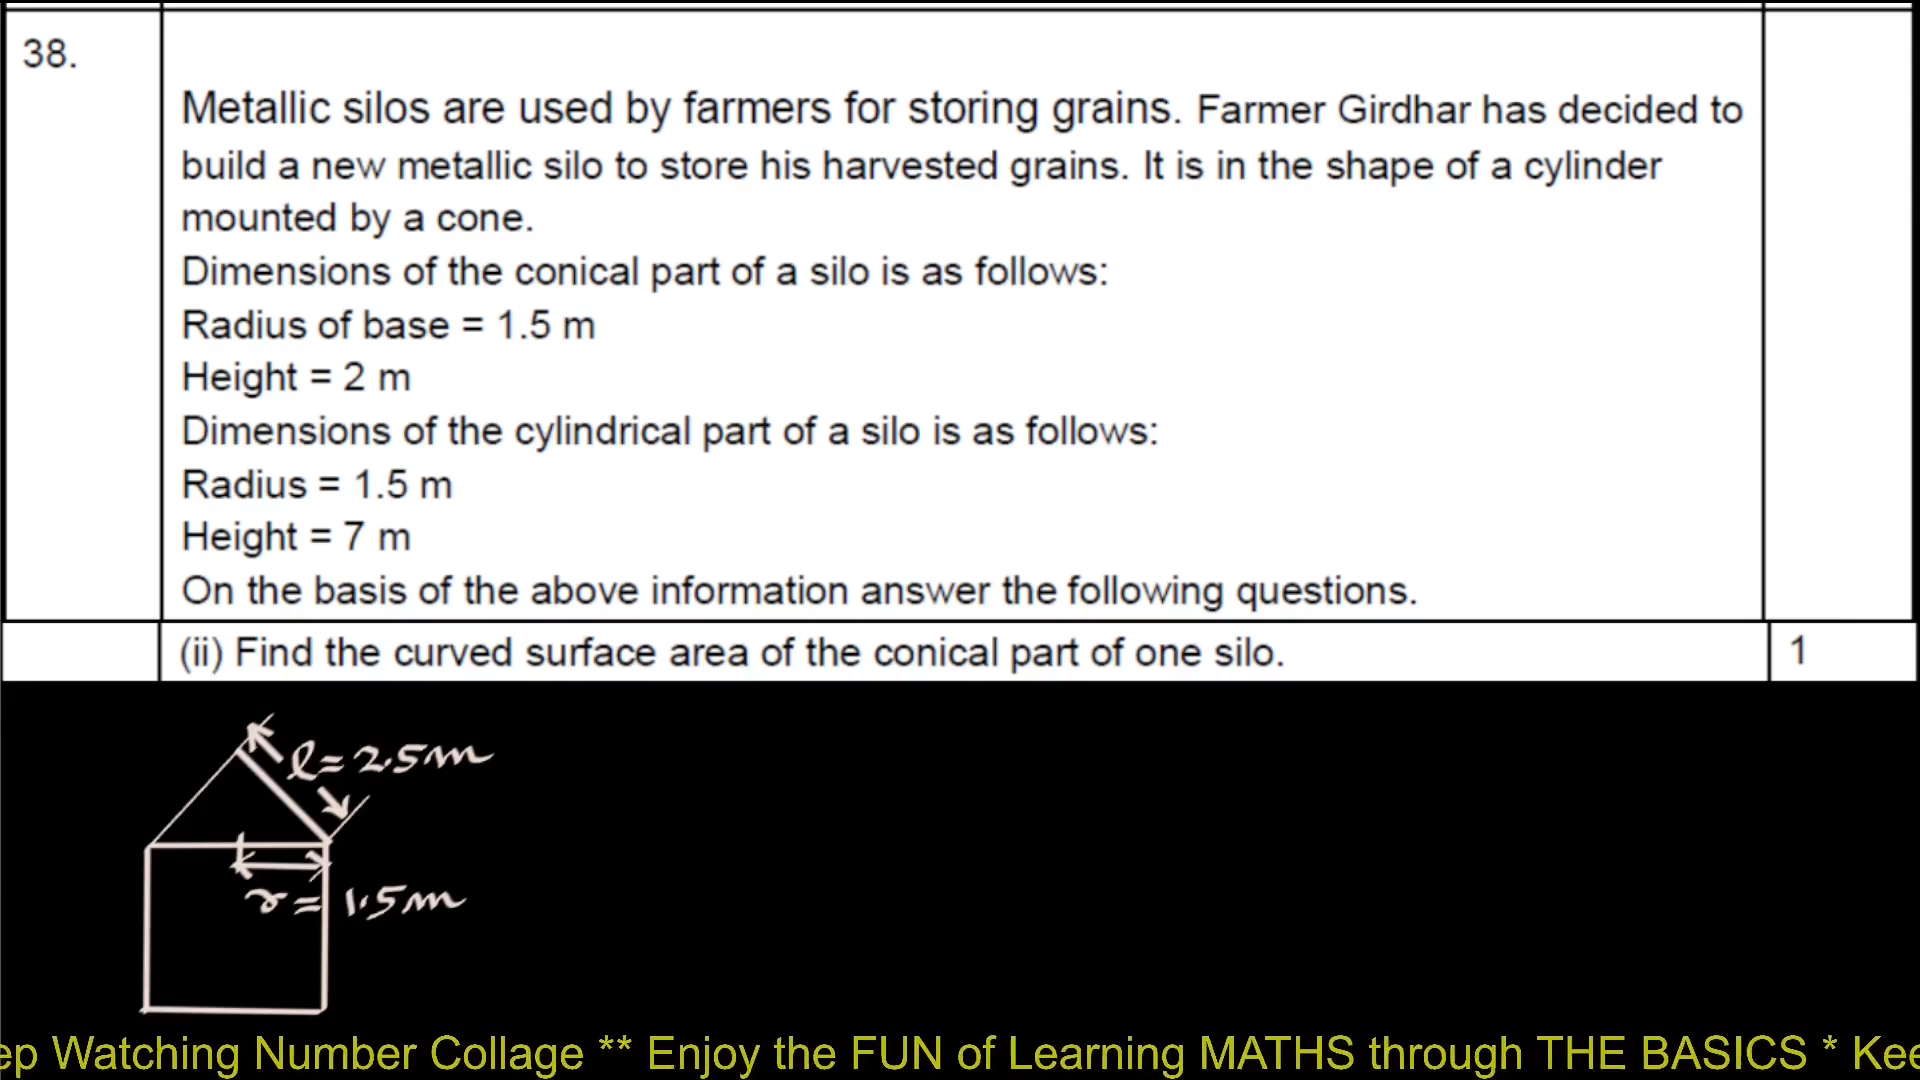 38.
Metallic silos are used by farmers for storing grains. Farmer Girdhar has decided to
build a new metallic silo to store his harvested grains. It is in the shape of a cylinder
mounted by a cone.
Dimensions of the conical part of a silo is as follows:
Radius of base = 1.5 m
Height = 2 m
Dimensions of the cylindrical part of a silo is as follows:
Radius = 1.5 m
Height = 7 m
On the basis of the above information answer the following questions.
(ii) Find the curved surface area of the conical part of one silo. 1
l = 2.5m
r = 1.5m
ep Watching Number Collage ** Enjoy the FUN of Learning MATHS through THE BASICS * Kee